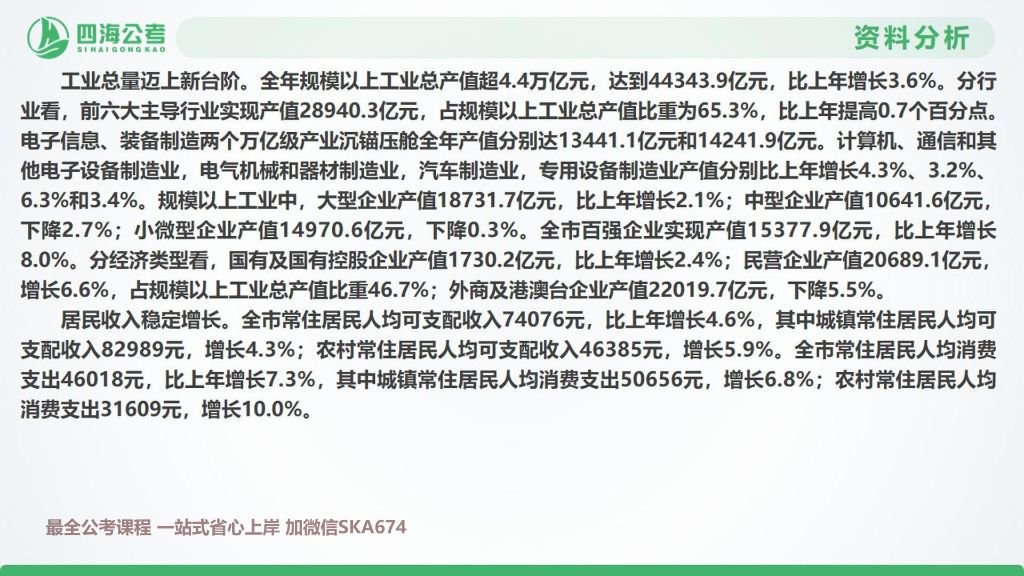 四海公考
SIHAIGONGKAO
资料分析
工业总量迈上新台阶。全年规模以上工业总产值超4.4万亿元，达到44343.9亿元，比上年增长3.6%。分行
业看，前六大主导行业实现产值28940.3亿元，占规模以上工业总产值比重为65.3%，比上年提高0.7个百分点。
电子信息、装备制造两个万亿级产业沉锚压舱全年产值分别达13441.1亿元和14241.9亿元。计算机、通信和其
他电子设备制造业，电气机械和器材制造业，汽车制造业，专用设备制造业产值分别比上年增长4.3%、3.2%、
6.3%和3.4%。规模以上工业中，大型企业产值18731.7亿元，比上年增长2.1%；中型企业产值10641.6亿元，
下降2.7%；小微型企业产值14970.6亿元，下降0.3%。全市百强企业实现产值15377.9亿元，比上年增长
8.0%。分经济类型看，国有及国有控股企业产值1730.2亿元，比上年增长2.4%；民营企业产值20689.1亿元，
增长6.6%，占规模以上工业总产值比重46.7%；外商及港澳台企业产值22019.7亿元，下降5.5%。
居民收入稳定增长。全市常住居民人均可支配收入74076元，比上年增长4.6%，其中城镇常住居民人均可
支配收入82989元，增长4.3%；农村常住居民人均可支配收入46385元，增长5.9%。全市常住居民人均消费
支出46018元，比上年增长7.3%，其中城镇常住居民人均消费支出50656元，增长6.8%；农村常住居民人均
消费支出31609元，增长10.0%。
最全公考课程 一站式省心上岸 加微信SKA674